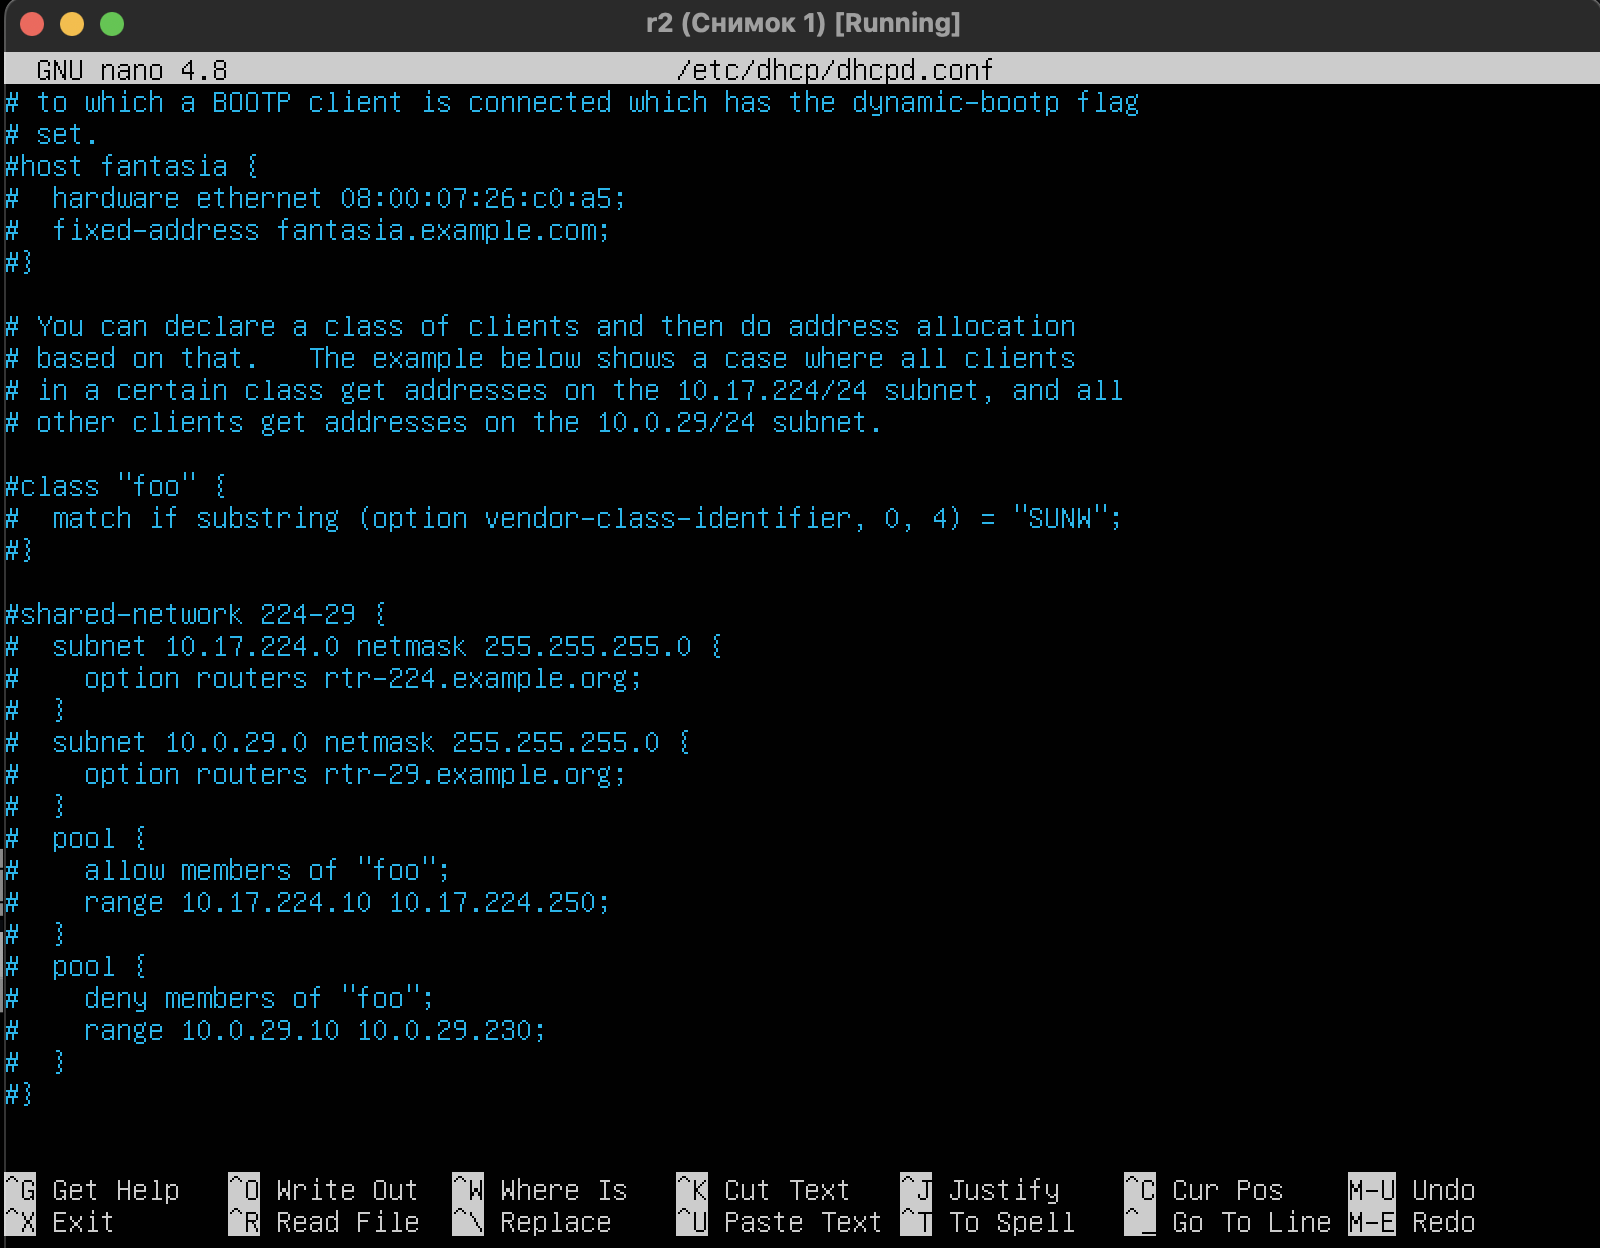 r2 (Снимок 1) [Running]
GNU nano 4.8 /etc/dhcp/dhcpd.conf
# to which a BOOTP client is connected which has the dynamic-bootp flag
# set.
#host fantasia {
#  hardware ethernet 08:00:07:26:c0:a5;
#  fixed-address fantasia.example.com;
#}
# You can declare a class of clients and then do address allocation
# based on that.   The example below shows a case where all clients
# in a certain class get addresses on the 10.17.224/24 subnet, and all
# other clients get addresses on the 10.0.29/24 subnet.
#class "foo" {
#  match if substring (option vendor-class-identifier, 0, 4) = "SUNW";
#}
#shared-network 224-29 {
#  subnet 10.17.224.0 netmask 255.255.255.0 {
#    option routers rtr-224.example.org;
#  }
#  subnet 10.0.29.0 netmask 255.255.255.0 {
#    option routers rtr-29.example.org;
#  }
#  pool {
#    allow members of "foo";
#    range 10.17.224.10 10.17.224.250;
#  }
#  pool {
#    deny members of "foo";
#    range 10.0.29.10 10.0.29.230;
#  }
#}
^G Get Help ^O Write Out ^W Where Is ^K Cut Text ^J Justify ^C Cur Pos M-U Undo
^X Exit ^R Read File ^\ Replace ^U Paste Text ^T To Spell ^_ Go To Line M-E Redo